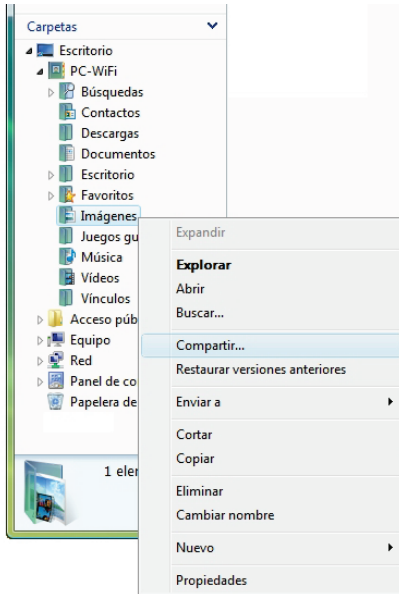 Carpetas
Escritorio
PC-WiFi
Búsquedas
Contactos
Descargas
Documentos
Escritorio
Favoritos
Imágenes
Juegos gu
Música
Vídeos
Vínculos
Acceso púb
Equipo
Red
Panel de co
Papelera de
1 eler
Expandir
Explorar
Abrir
Buscar...
Compartir...
Restaurar versiones anteriores
Enviar a
Cortar
Copiar
Eliminar
Cambiar nombre
Nuevo
Propiedades